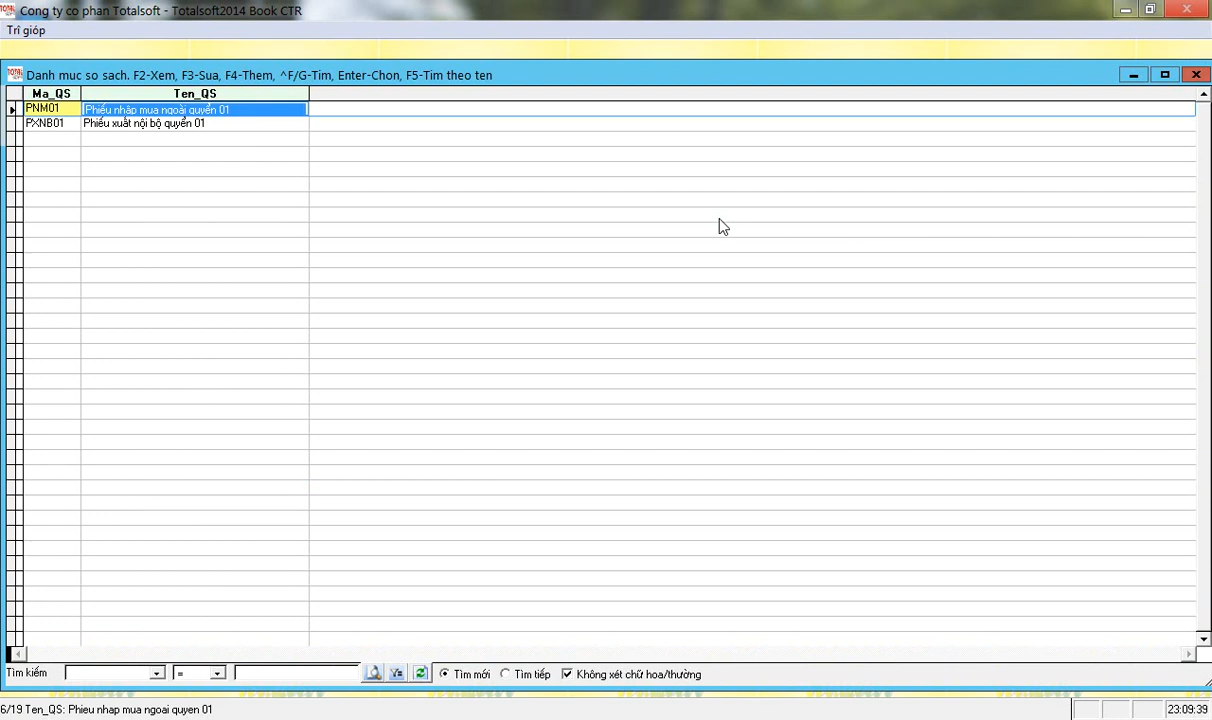 Cong ty co phan Totalsoft - Totalsoft2014 Book CTR
Trî gióp
Danh muc so sach. F2-Xem, F3-Sua, F4-Them, ^F/G-Tim, Enter-Chon, F5-Tim theo ten
Ma_QS Ten_QS
PNM01 Phiếu nhập mua ngoài quyển 01
PXNB01 Phiếu xuất nội bộ quyển 01
Tìm kiếm = Tìm mới Tìm tiếp Không xét chữ hoa/thường
6/19 Ten_QS: Phieu nhap mua ngoai quyen 01 23:09:39